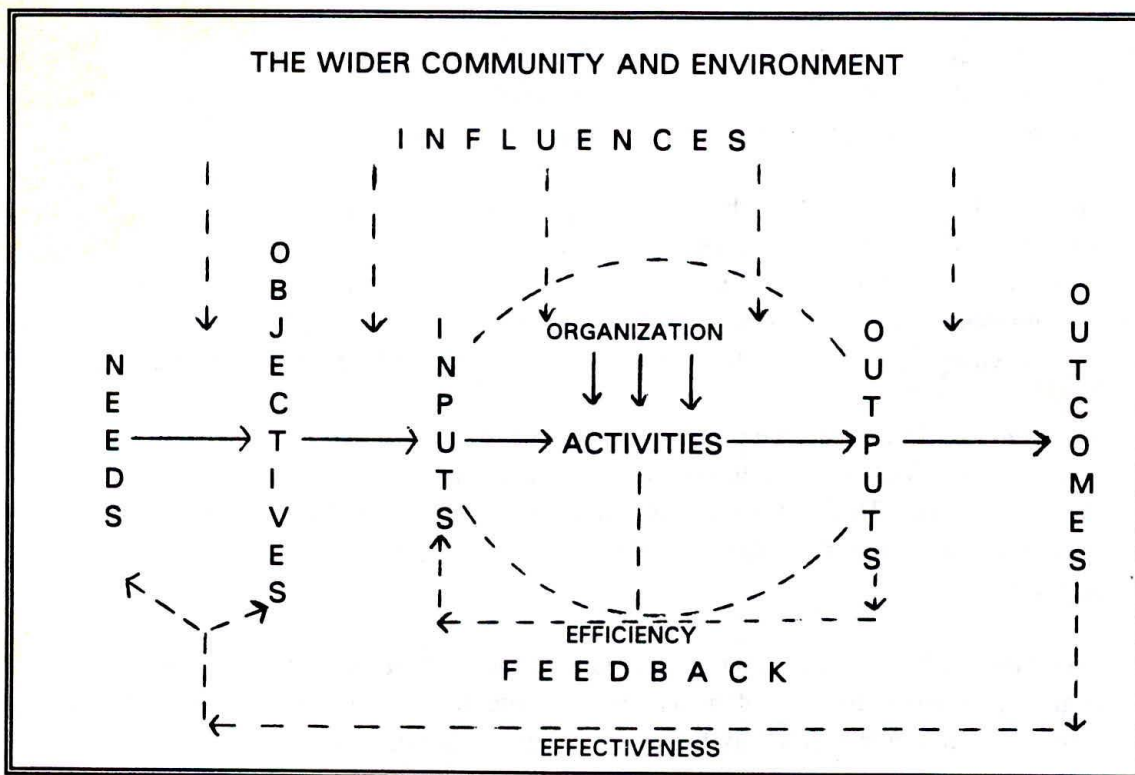 THE WIDER COMMUNITY AND ENVIRONMENT
INFLUENCES
NEEDS
OBJECTIVES
INPUTS
ORGANIZATION
ACTIVITIES
OUTPUTS
OUTCOMES
EFFICIENCY
FEEDBACK
EFFECTIVENESS